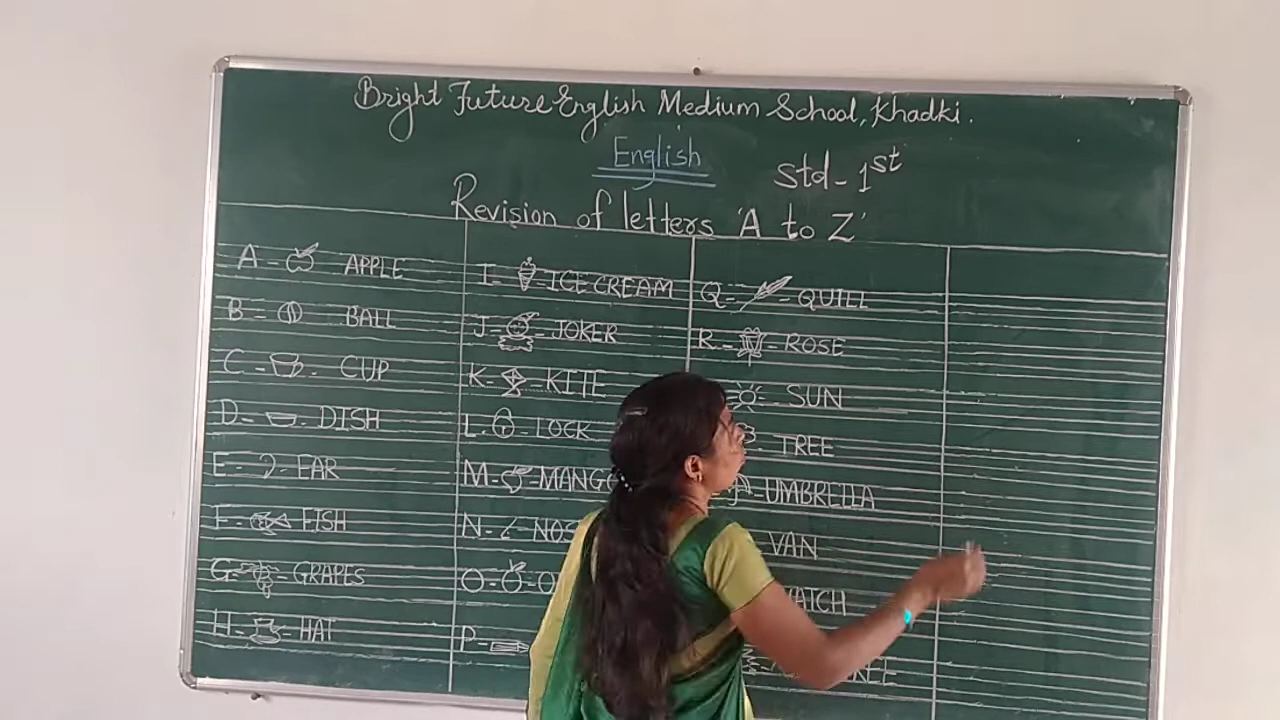 Bright Future English Medium School, Khadki.
English
Std - 1st
Revision of letters 'A to Z'
A - APPLE
B - BALL
C - - CUP
D - - DISH
E - - EAR
F - FISH
G - - GRAPES
H - - HAT
I - - ICE CREAM
J - - JOKER
K - - KITE
L - - LOCK
M - - MANGO
N - - NOS
O - - O
P -
Q - - QUILL
R - - ROSE
- SUN
- TREE
- UMBRELLA
VAN
WATCH